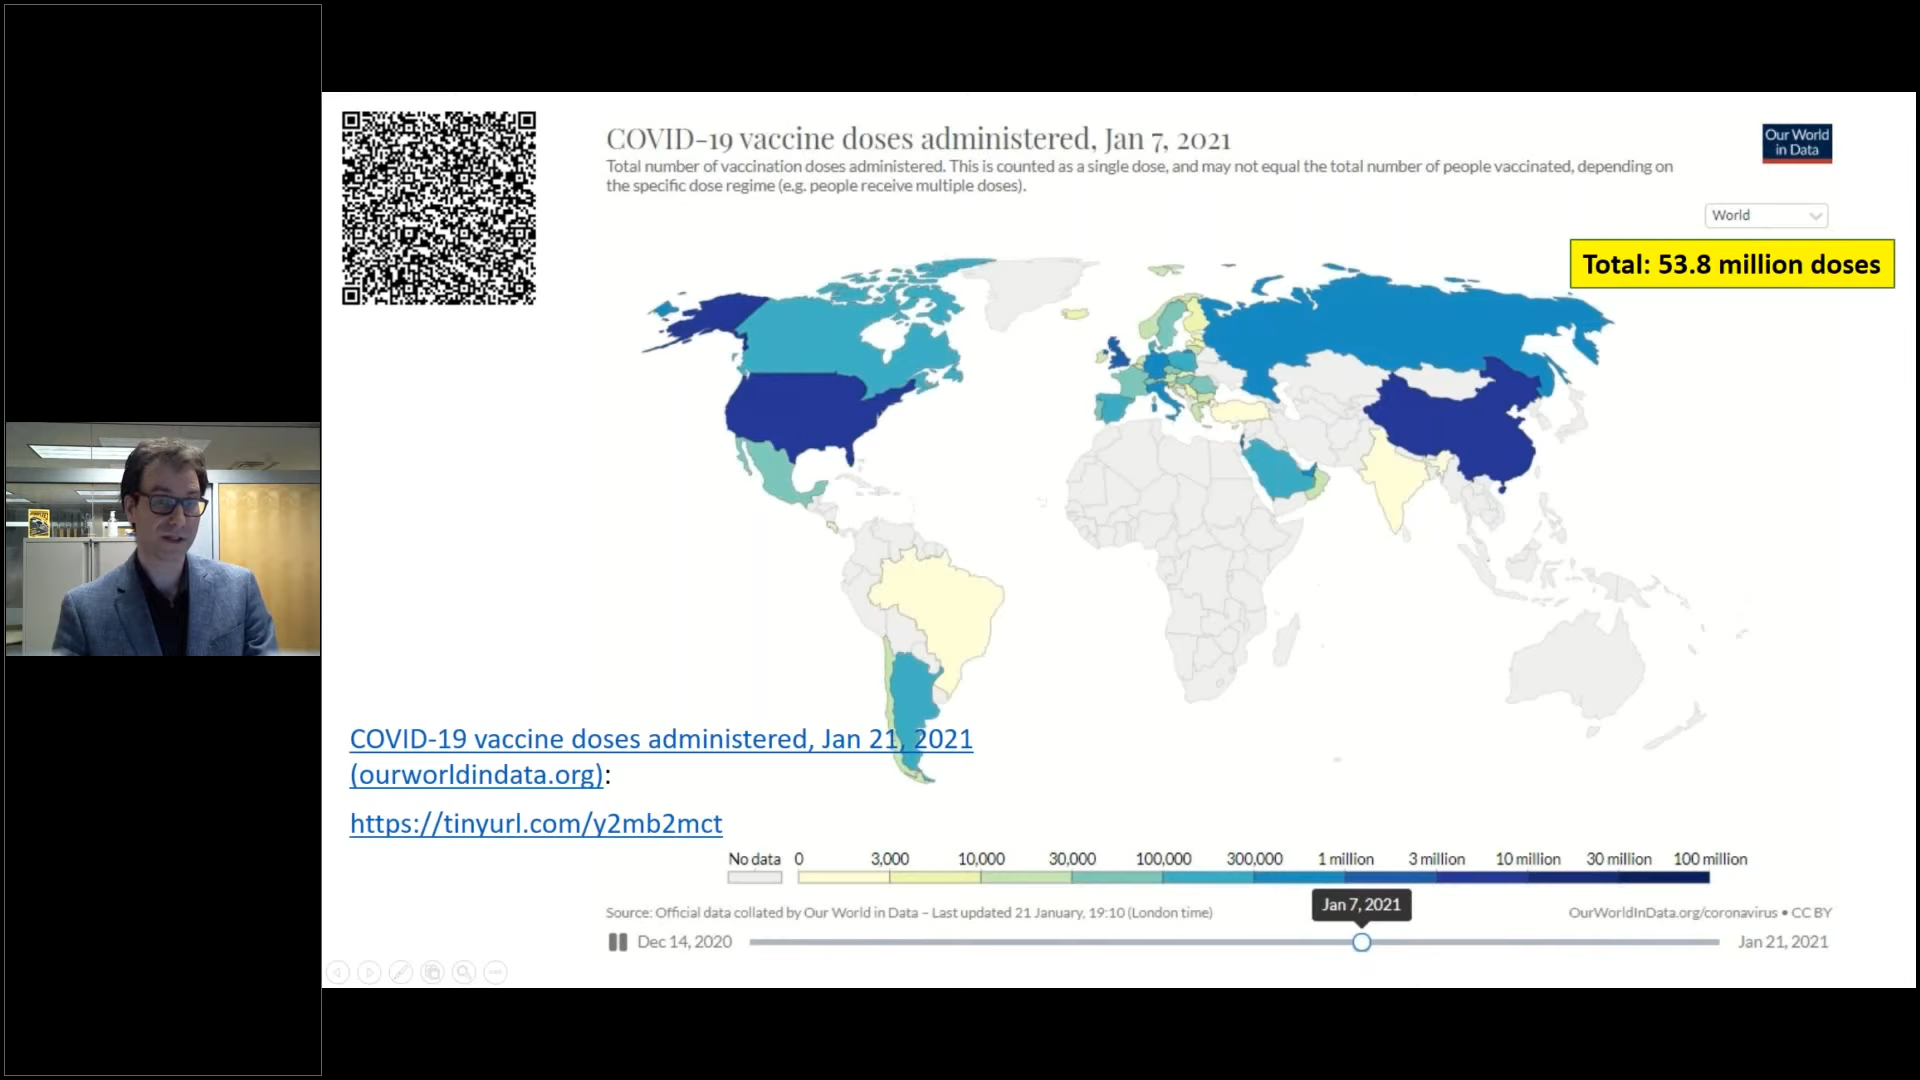 COVID-19 vaccine doses administered, Jan 7, 2021
Our World
in Data
Total number of vaccination doses administered. This is counted as a single dose, and may not equal the total number of people vaccinated, depending on
the specific dose regime (e.g. people receive multiple doses).
World
Total: 53.8 million doses
COVID-19 vaccine doses administered, Jan 21, 2021
(ourworldindata.org):
https://tinyurl.com/y2mb2mct
No data 0 3,000 10,000 30,000 100,000 300,000 1 million 3 million 10 million 30 million 100 million
Jan 7, 2021
Source: Official data collated by Our World in Data – Last updated 21 January, 19:10 (London time)
OurWorldInData.org/coronavirus • CC BY
Dec 14, 2020
Jan 21, 2021